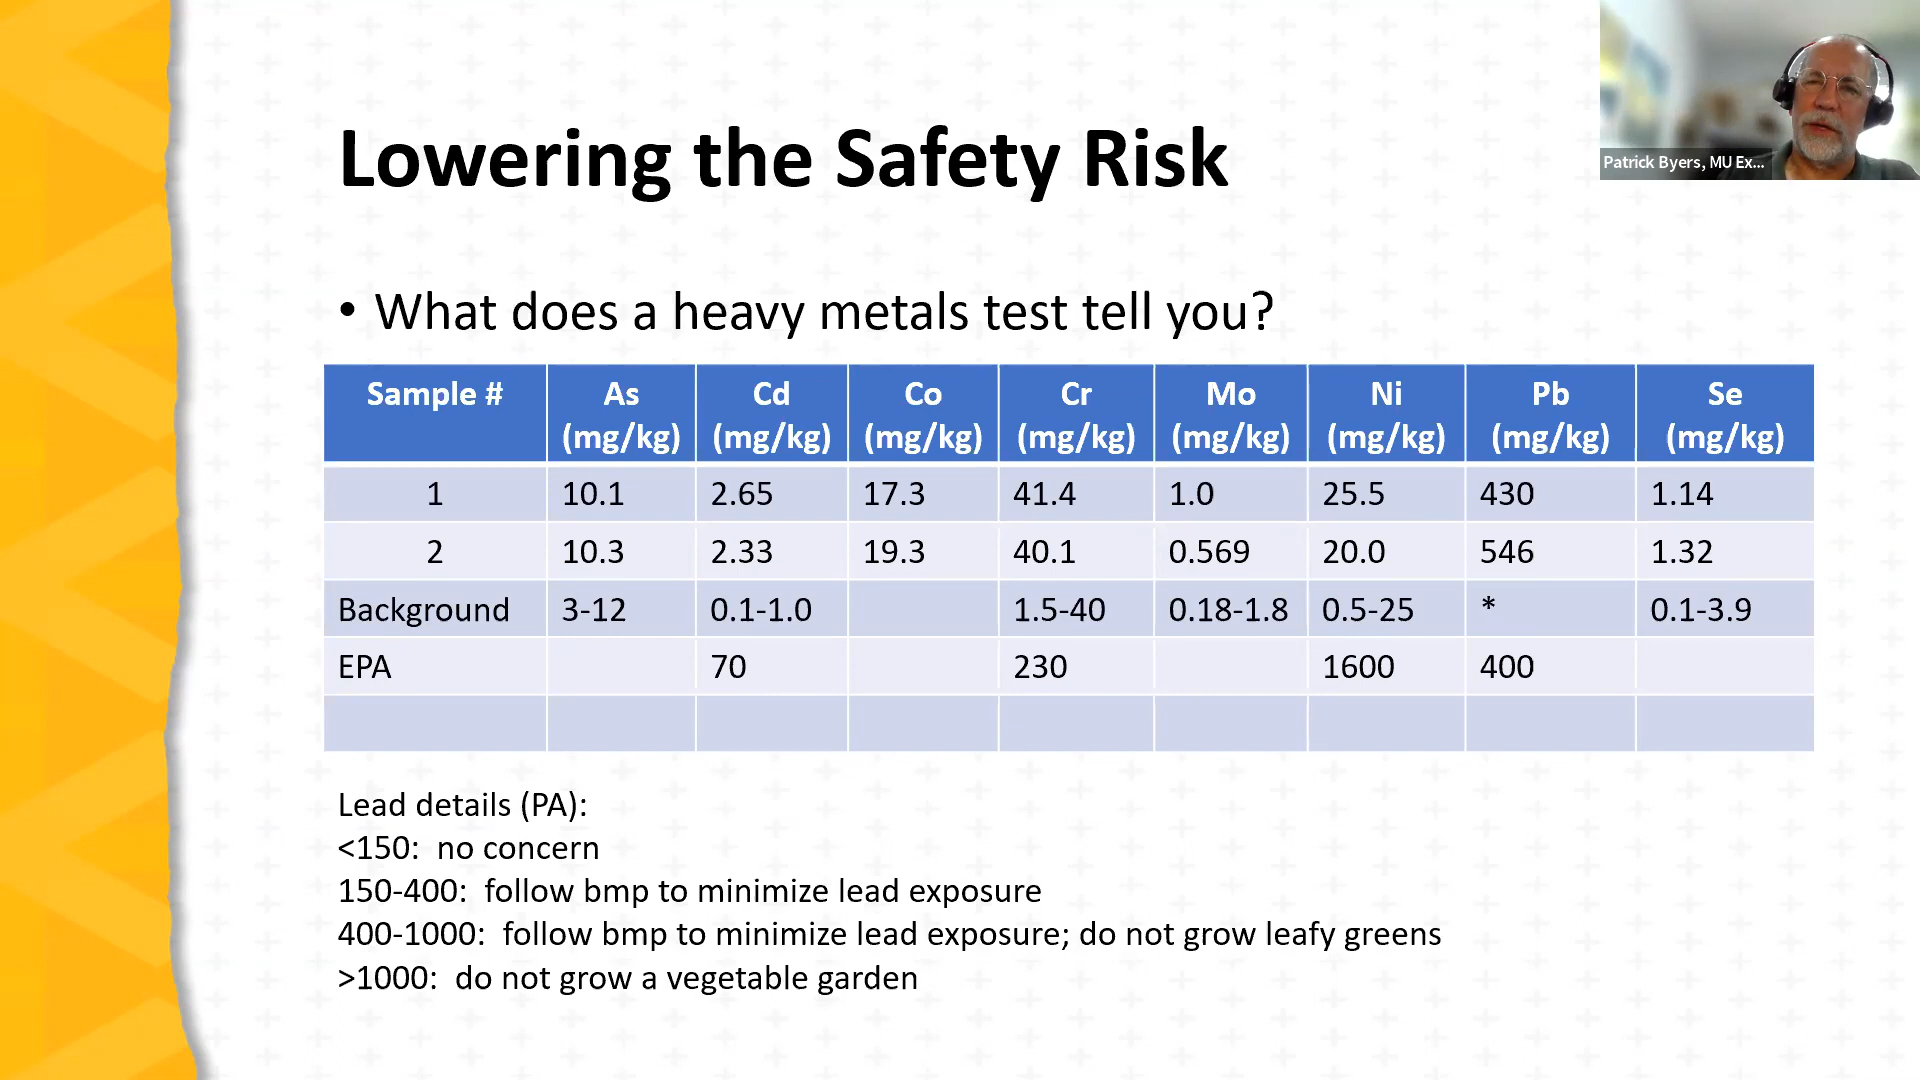 Lowering the Safety Risk
Patrick Byers, MU Ex...
• What does a heavy metals test tell you?
Sample # As (mg/kg) Cd (mg/kg) Co (mg/kg) Cr (mg/kg) Mo (mg/kg) Ni (mg/kg) Pb (mg/kg) Se (mg/kg)
1 10.1 2.65 17.3 41.4 1.0 25.5 430 1.14
2 10.3 2.33 19.3 40.1 0.569 20.0 546 1.32
Background 3-12 0.1-1.0 1.5-40 0.18-1.8 0.5-25 * 0.1-3.9
EPA 70 230 1600 400
Lead details (PA):
<150: no concern
150-400: follow bmp to minimize lead exposure
400-1000: follow bmp to minimize lead exposure; do not grow leafy greens
>1000: do not grow a vegetable garden